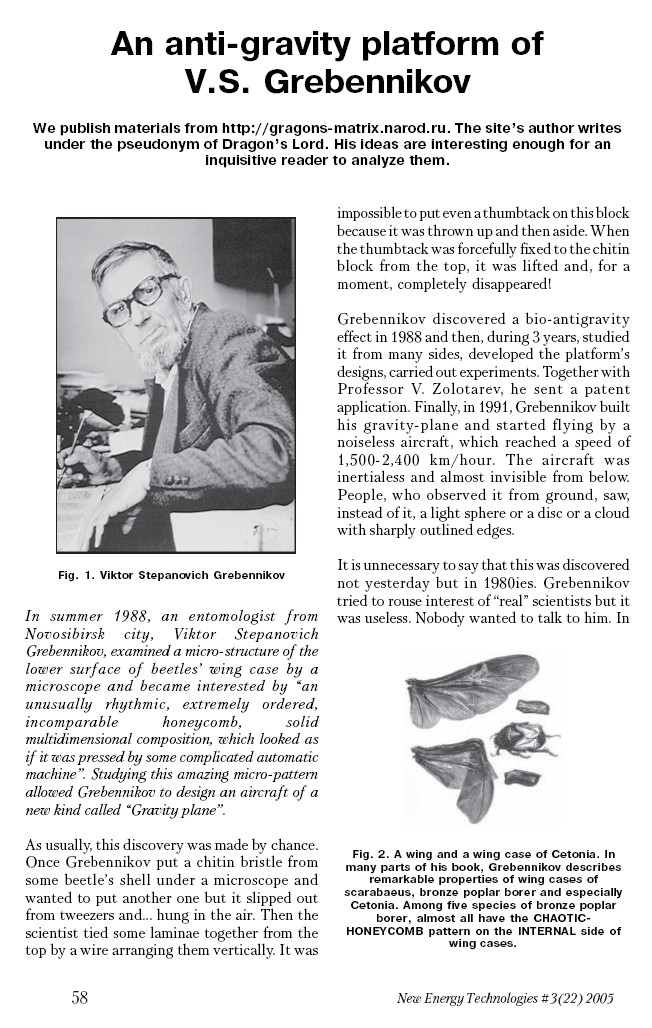 An anti-gravity platform of
V.S. Grebennikov
We publish materials from http://gragons-matrix.narod.ru. The site's author writes
under the pseudonym of Dragon's Lord. His ideas are interesting enough for an
inquisitive reader to analyze them.
Fig. 1. Viktor Stepanovich Grebennikov
In summer 1988, an entomologist from
Novosibirsk city, Viktor Stepanovich
Grebennikov, examined a micro-structure of the
lower surface of beetles' wing case by a
microscope and became interested by "an
unusually rhythmic, extremely ordered,
incomparable honeycomb, solid
multidimensional composition, which looked as
if it was pressed by some complicated automatic
machine". Studying this amazing micro-pattern
allowed Grebennikov to design an aircraft of a
new kind called "Gravity plane".
As usually, this discovery was made by chance.
Once Grebennikov put a chitin bristle from
some beetle's shell under a microscope and
wanted to put another one but it slipped out
from tweezers and... hung in the air. Then the
scientist tied some laminae together from the
top by a wire arranging them vertically. It was
impossible to put even a thumbtack on this block
because it was thrown up and then aside. When
the thumbtack was forcefully fixed to the chitin
block from the top, it was lifted and, for a
moment, completely disappeared!
Grebennikov discovered a bio-antigravity
effect in 1988 and then, during 3 years, studied
it from many sides, developed the platform's
designs, carried out experiments. Together with
Professor V. Zolotarev, he sent a patent
application. Finally, in 1991, Grebennikov built
his gravity-plane and started flying by a
noiseless aircraft, which reached a speed of
1,500-2,400 km/hour. The aircraft was
inertialess and almost invisible from below.
People, who observed it from ground, saw,
instead of it, a light sphere or a disc or a cloud
with sharply outlined edges.
It is unnecessary to say that this was discovered
not yesterday but in 1980ies. Grebennikov
tried to rouse interest of "real" scientists but it
was useless. Nobody wanted to talk to him. In
Fig. 2. A wing and a wing case of Cetonia. In
many parts of his book, Grebennikov describes
remarkable properties of wing cases of
scarabaeus, bronze poplar borer and especially
Cetonia. Among five species of bronze poplar
borer, almost all have the CHAOTIC-
HONEYCOMB pattern on the INTERNAL side of
wing cases.
58
New Energy Technologies #3(22) 2005